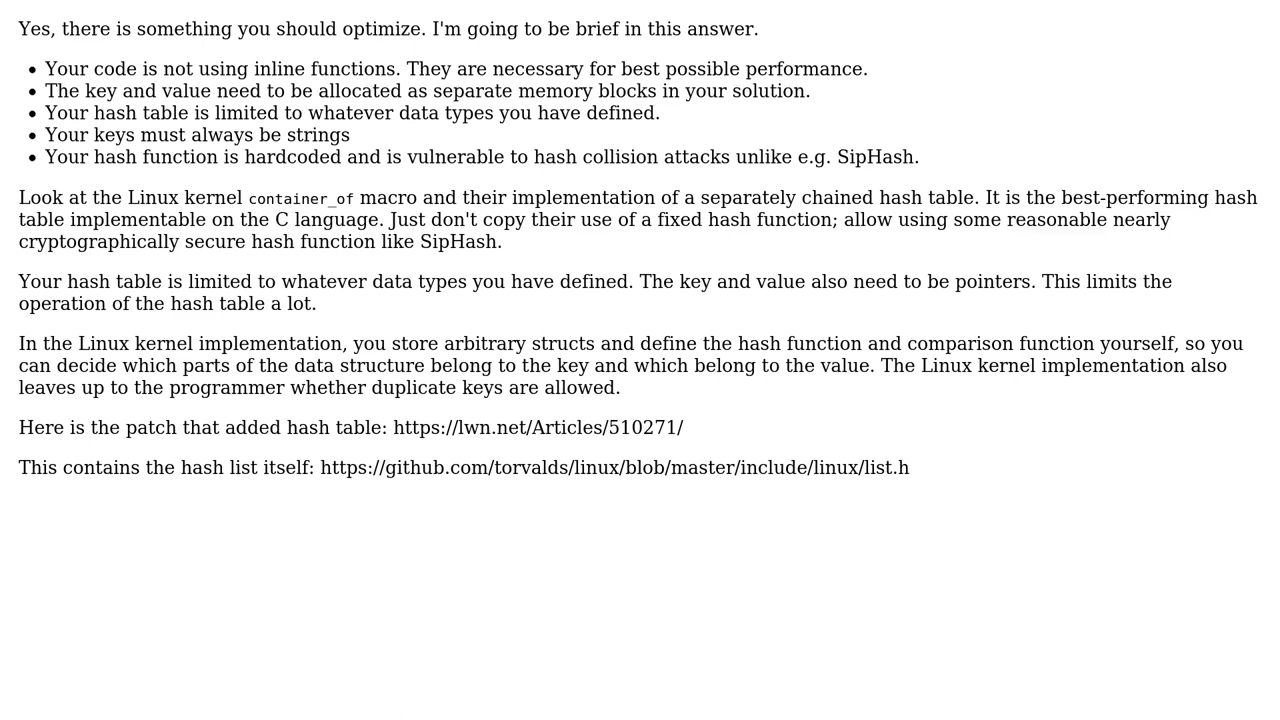 Yes, there is something you should optimize. I'm going to be brief in this answer.
• Your code is not using inline functions. They are necessary for best possible performance.
• The key and value need to be allocated as separate memory blocks in your solution.
• Your hash table is limited to whatever data types you have defined.
• Your keys must always be strings
• Your hash function is hardcoded and is vulnerable to hash collision attacks unlike e.g. SipHash.
Look at the Linux kernel container_of macro and their implementation of a separately chained hash table. It is the best-performing hash
table implementable on the C language. Just don't copy their use of a fixed hash function; allow using some reasonable nearly
cryptographically secure hash function like SipHash.
Your hash table is limited to whatever data types you have defined. The key and value also need to be pointers. This limits the
operation of the hash table a lot.
In the Linux kernel implementation, you store arbitrary structs and define the hash function and comparison function yourself, so you
can decide which parts of the data structure belong to the key and which belong to the value. The Linux kernel implementation also
leaves up to the programmer whether duplicate keys are allowed.
Here is the patch that added hash table: https://lwn.net/Articles/510271/
This contains the hash list itself: https://github.com/torvalds/linux/blob/master/include/linux/list.h